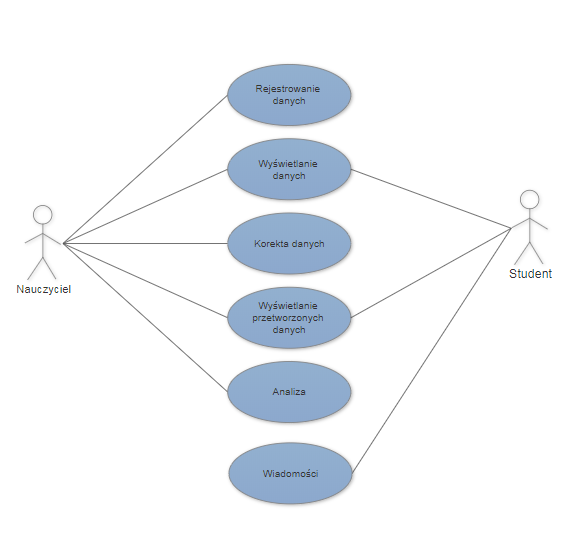 Rejestrowanie
danych
Wyświetlanie
danych
Korekta danych
Wyświetlanie
przetworzonych
danych
Analiza
Wiadomości
Nauczyciel
Student